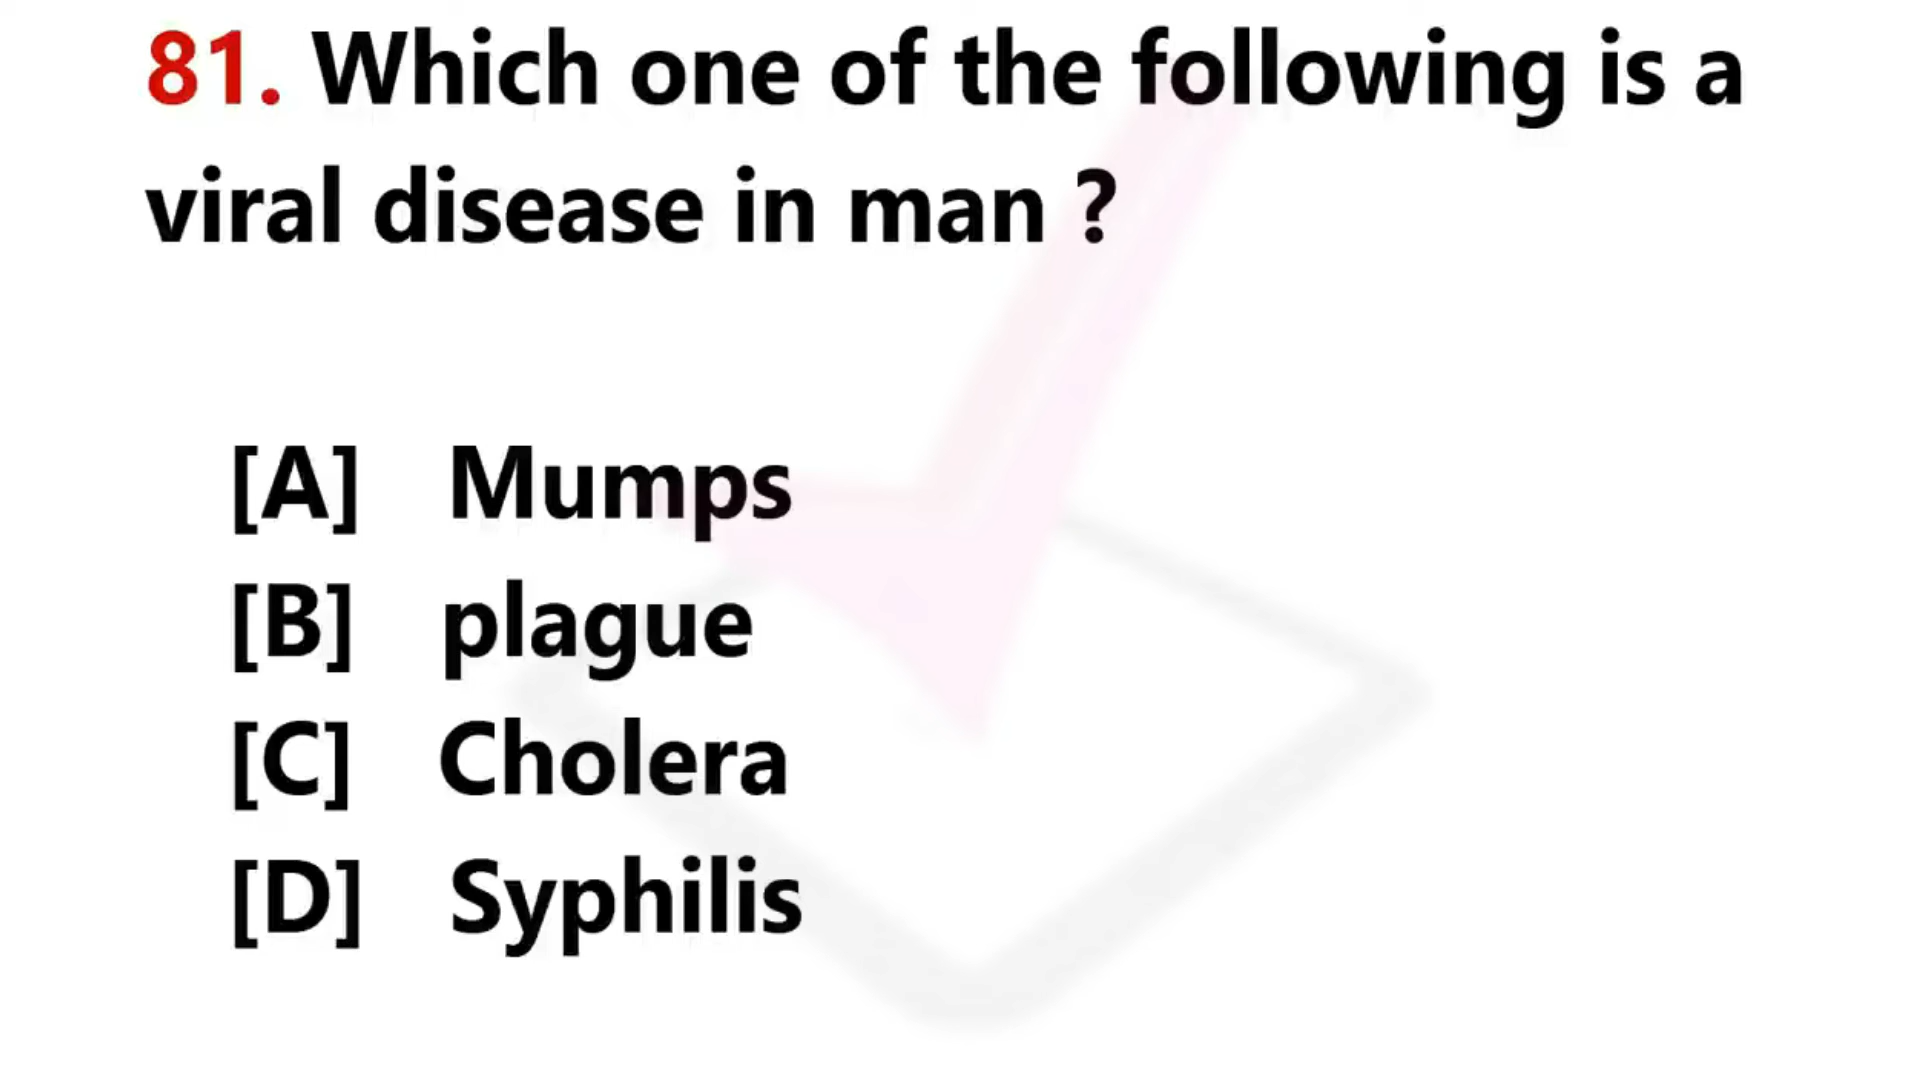 81. Which one of the following is a
viral disease in man ?
[A] Mumps
[B] plague
[C] Cholera
[D] Syphilis